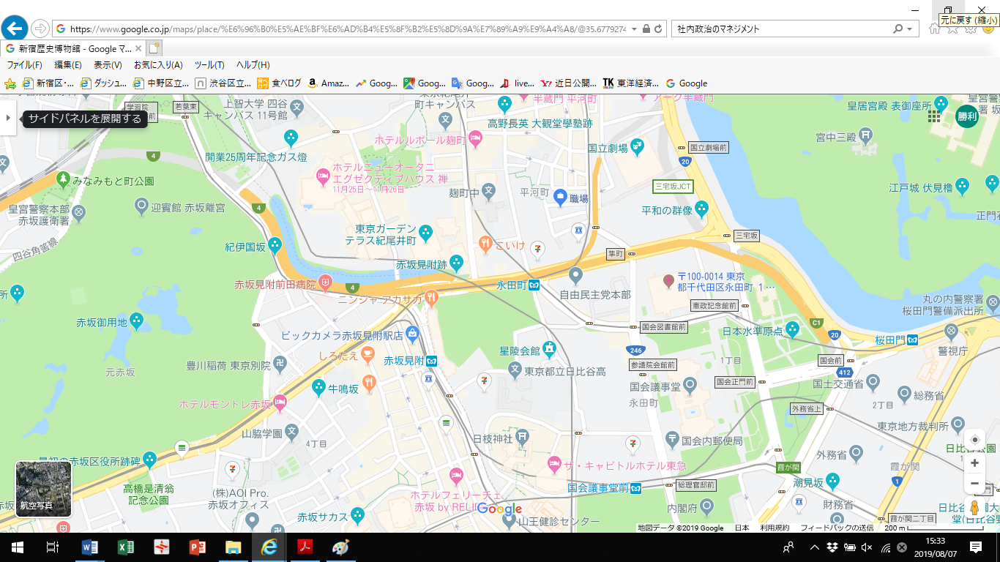 元に戻す (縮小)
https://www.google.co.jp/maps/place/%E6%96%B0%E5%AE%BF%E6%AD%B4%E5%8F%B2%E5%8D%9A%E7%89%A9%E9%A4%A8/@35.6779274
社内政治のマネジメント
新宿歴史博物館 - Google マ...
ファイル(F) 編集(E) 表示(V) お気に入り(A) ツール(T) ヘルプ(H)
新宿区・... ダッシュ... 中野区立... 渋谷区立... 食べログ Amaz... Goog... Goog... Goog... live... 近日公開... 東洋経済... Google
サイドパネルを展開する
学習院
若葉東
上智大学 四谷
キャンパス 11号館
町キャンパス
半蔵門 平河町
アーク半蔵門
高野長英 大観堂學塾跡
皇居宮殿 表御座所
勝利
宮中三殿
開業25周年記念ガス燈
ホテルルポール麹町
国立劇場
国立劇場前
4
20
みなみもと町公園
ホテルニューオータニ
エグゼクティブハウス 禅
11月25日～11月26日
麹町中
平河町
職場
三宅坂JCT
江戸城 伏見櫓
皇宮警察本部
赤坂護衛署
迎賓館 赤坂離宮
4
平和の群像
正門石
東京ガーデン
テラス紀尾井町
四谷角筈線
紀伊国坂
こいけ
三宅坂
隼町
赤坂見附跡
赤坂見附前田病院
4
永田町
自由民主党本部
〒100-0014 東京
都千代田区永田町 1 …
ニンジャ アカサカ
憲政記念館前
丸の内警察署
桜田門警備派出所
赤坂御用地
国会図書館前
C1
20
日本水準原点
ビックカメラ赤坂見附駅店
桜田門
星陵会館
246
警視庁
しろたえ
赤坂見附
豊川稲荷 東京別院
元赤坂
東京都立日比谷高
参議院会館前
1丁目
国会前
412
牛鳴坂
国会議事堂
国会正門前
国土交通省
総務省
永田町
2丁目
ホテルモントレ赤坂
外務省上
東京地方裁判所
山脇学園
4丁目
日枝神社
国会内郵便局
外務省
日比谷公園
最初の赤坂区役所跡碑
ザ・キャピトルホテル東急
霞が関
霞が関
高橋是清翁
記念公園
(株)AOI Pro.
赤坂オフィス
ホテルフェリーチェ
赤坂 by RELI
国会議事堂前
総理官邸前
潮見坂
1
航空写真
Google
内閣府
財務省
赤坂サカス
山王健診センター
霞が関二丁目
地図データ ©2019 Google 日本 利用規約 フィードバックの送信 200 m
15:33
2019/08/07